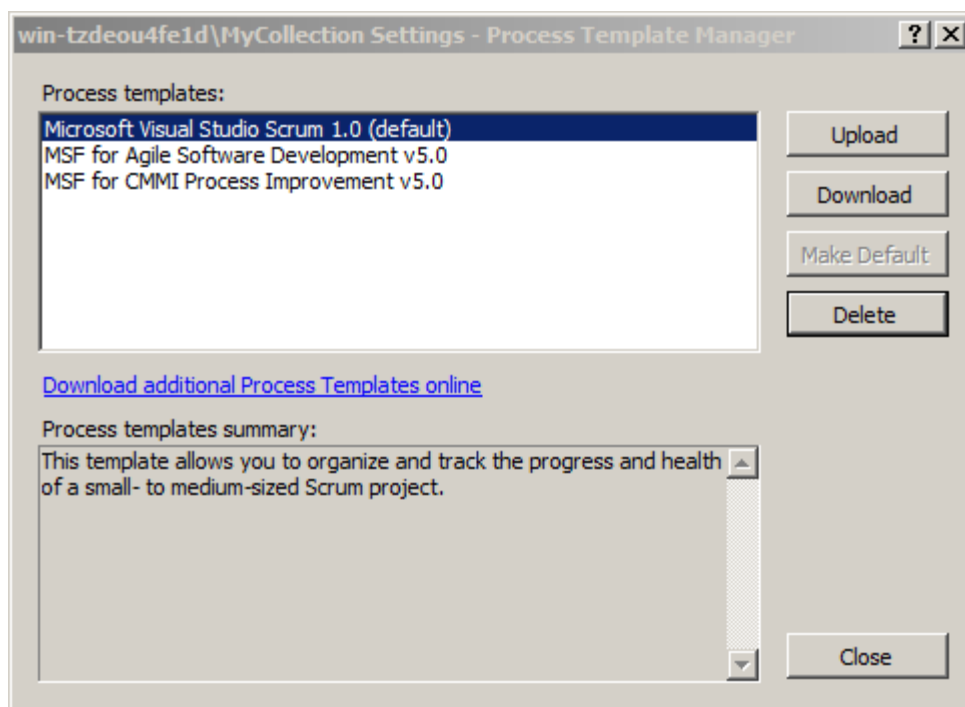 win-tzdeou4fe1d\MyCollection Settings - Process Template Manager
Process templates:
Microsoft Visual Studio Scrum 1.0 (default)
MSF for Agile Software Development v5.0
MSF for CMMI Process Improvement v5.0
Upload
Download
Make Default
Delete
Download additional Process Templates online
Process templates summary:
This template allows you to organize and track the progress and health
of a small- to medium-sized Scrum project.
Close